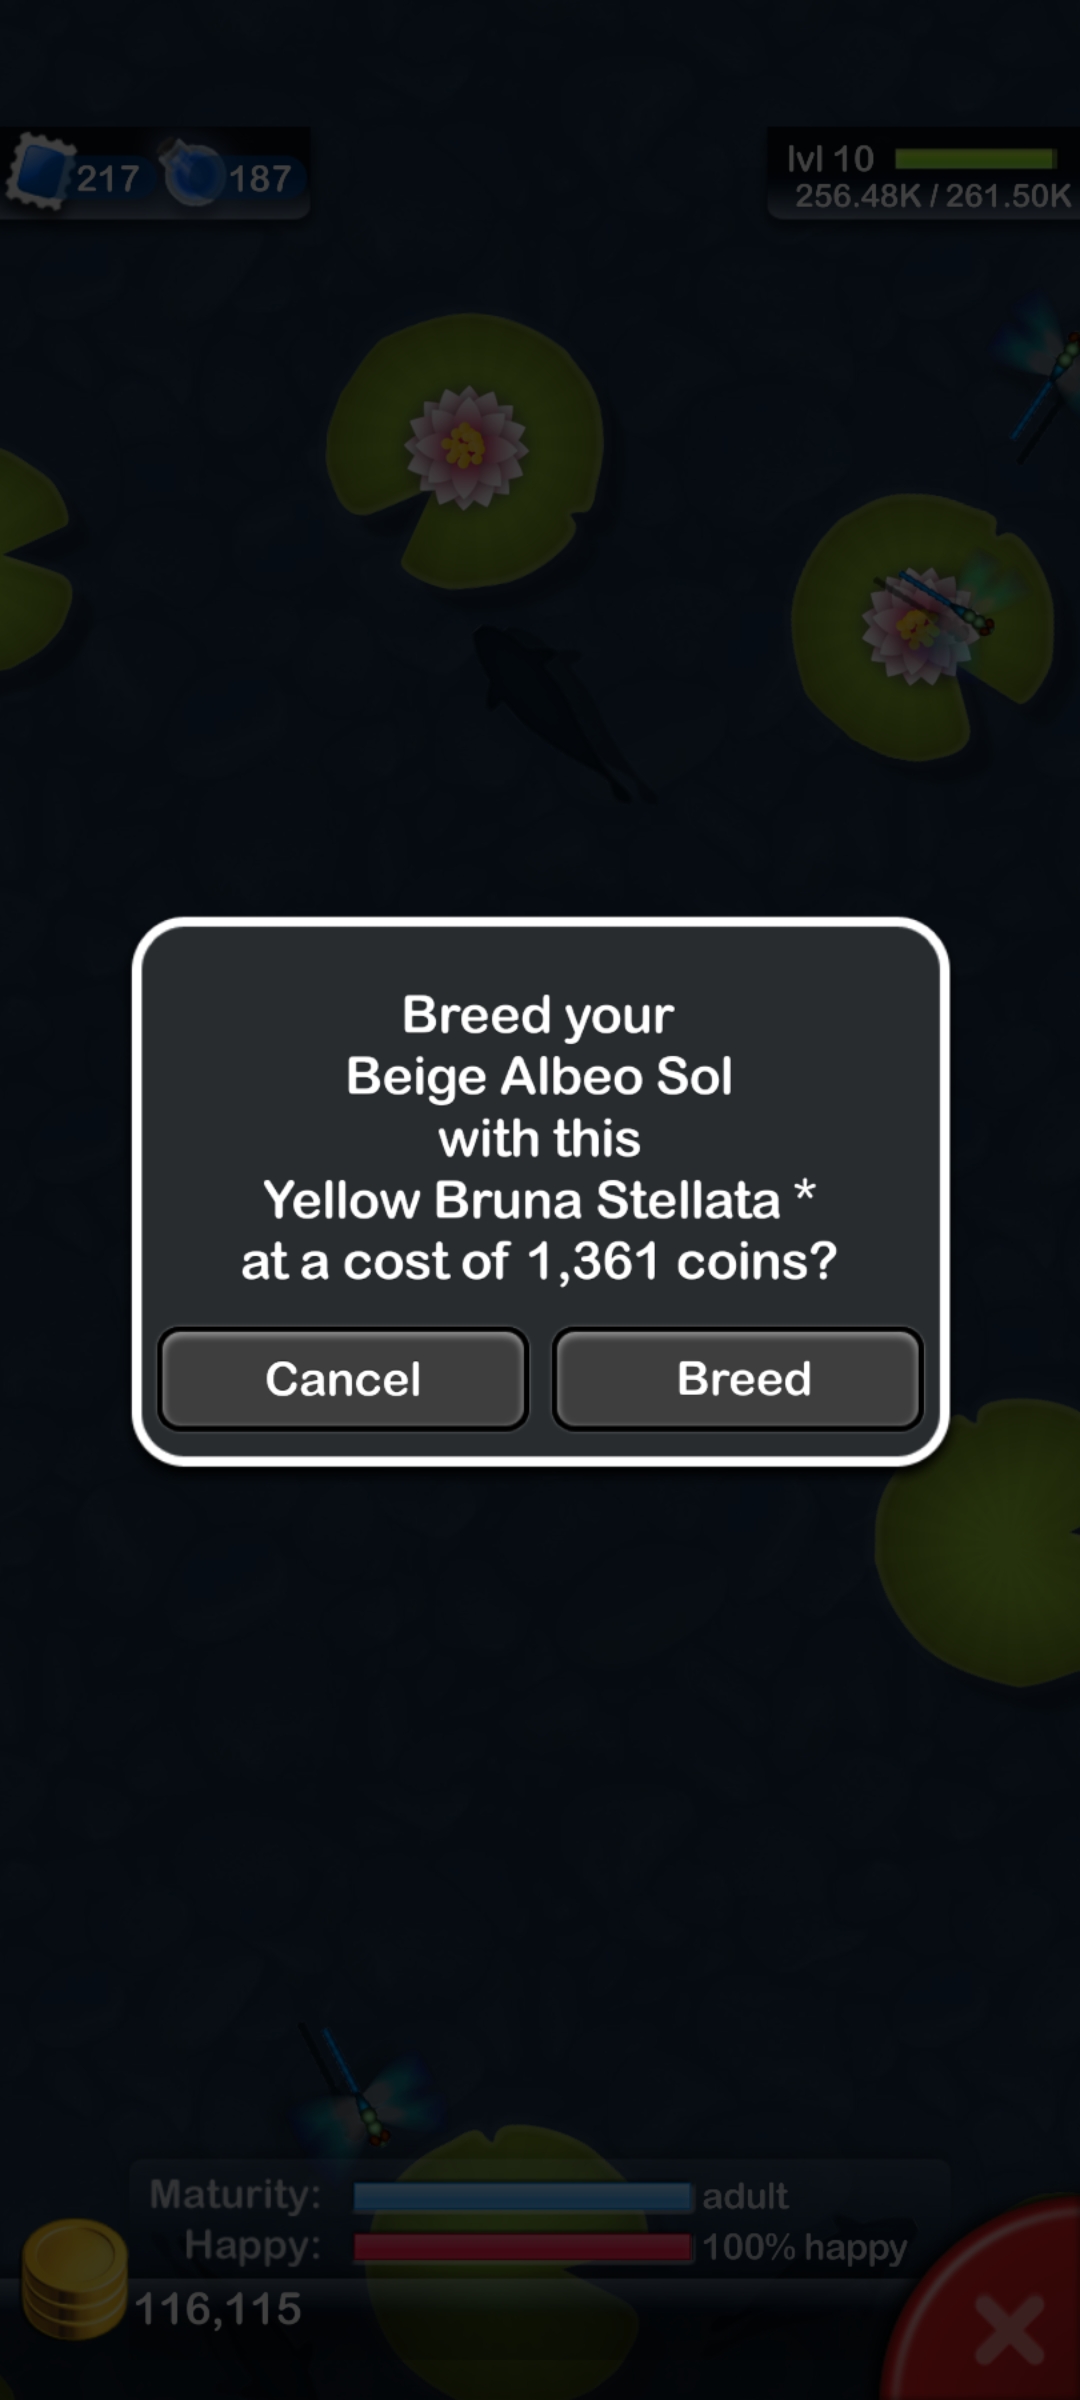 217
187
lvl 10
256.48K / 261.50K
Breed your
Beige Albeo Sol
with this
Yellow Bruna Stellata *
at a cost of 1,361 coins?
Cancel
Breed
Maturity:
adult
Happy:
100% happy
116,115